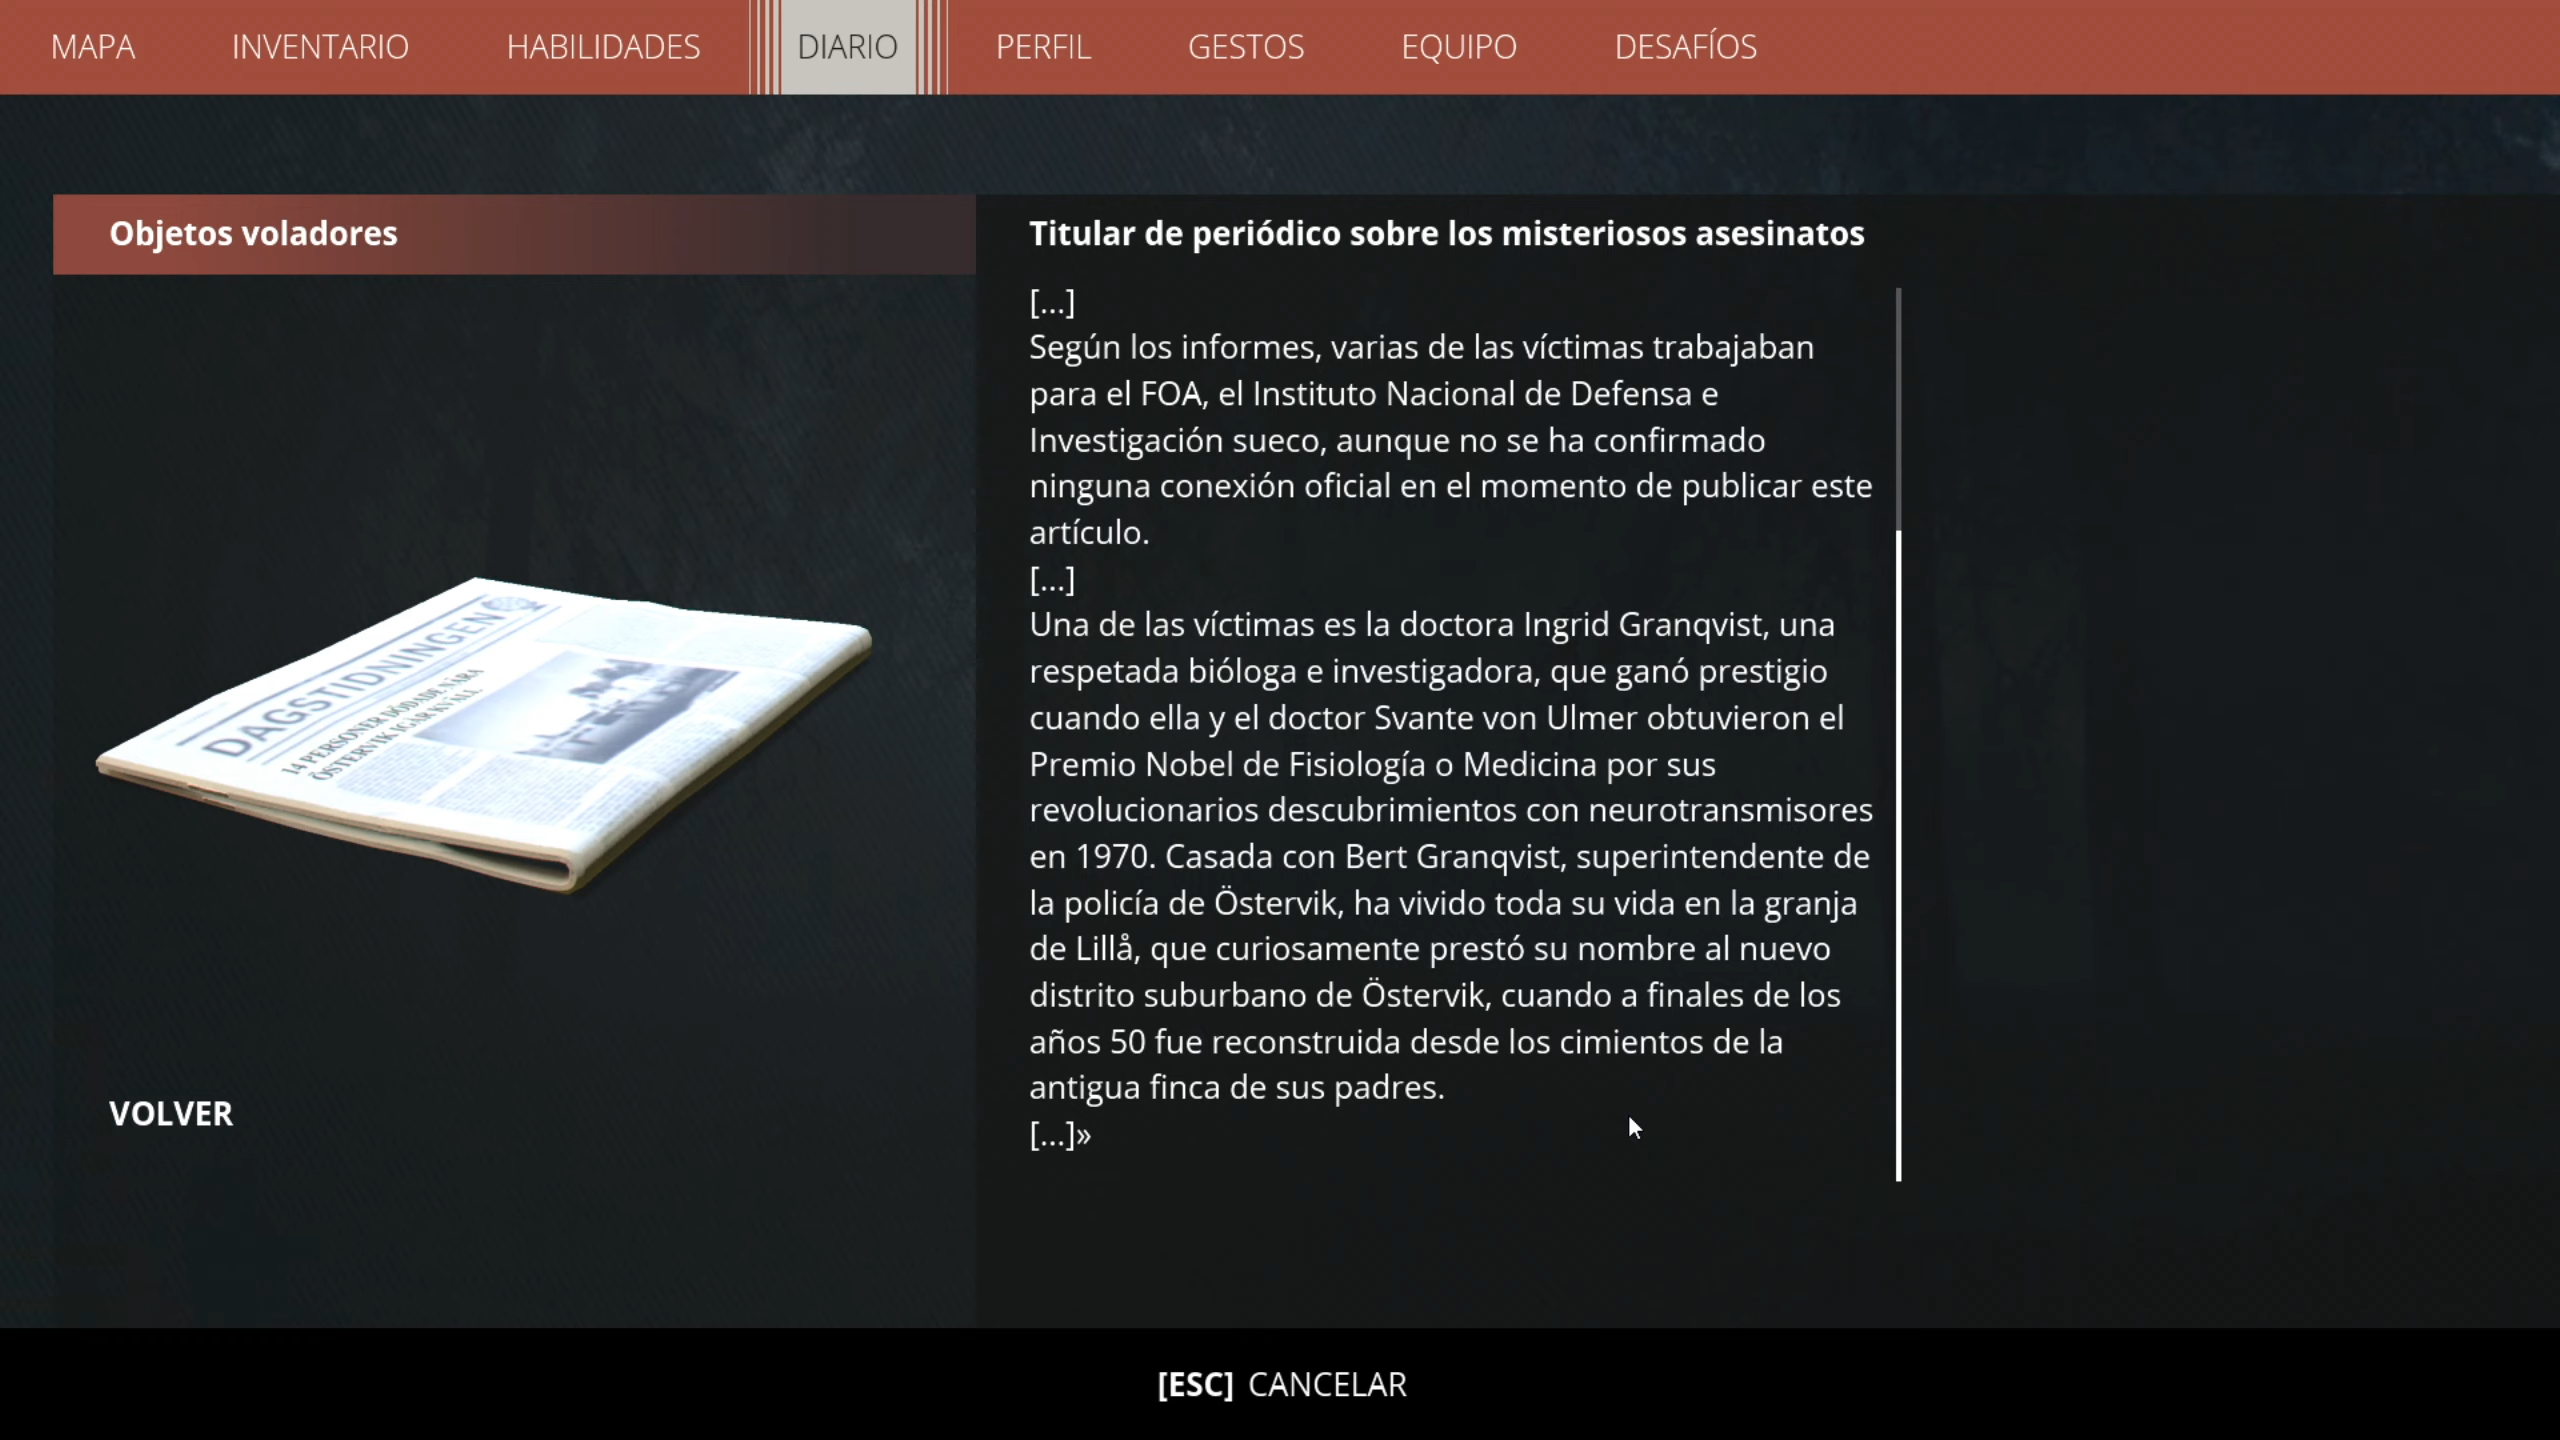 MAPA
INVENTARIO
HABILIDADES
DIARIO
PERFIL
GESTOS
EQUIPO
DESAFÍOS
Objetos voladores
DAGSTIDNINGEN
14 PERSONER DÖDADE NÄRA
ÖSTERVIK IGÅR KVÄLL
VOLVER
Titular de periódico sobre los misteriosos asesinatos
[...]
Según los informes, varias de las víctimas trabajaban
para el FOA, el Instituto Nacional de Defensa e
Investigación sueco, aunque no se ha confirmado
ninguna conexión oficial en el momento de publicar este
artículo.
[...]
Una de las víctimas es la doctora Ingrid Granqvist, una
respetada bióloga e investigadora, que ganó prestigio
cuando ella y el doctor Svante von Ulmer obtuvieron el
Premio Nobel de Fisiología o Medicina por sus
revolucionarios descubrimientos con neurotransmisores
en 1970. Casada con Bert Granqvist, superintendente de
la policía de Östervik, ha vivido toda su vida en la granja
de Lillå, que curiosamente prestó su nombre al nuevo
distrito suburbano de Östervik, cuando a finales de los
años 50 fue reconstruida desde los cimientos de la
antigua finca de sus padres.
[...]»
[ESC] CANCELAR